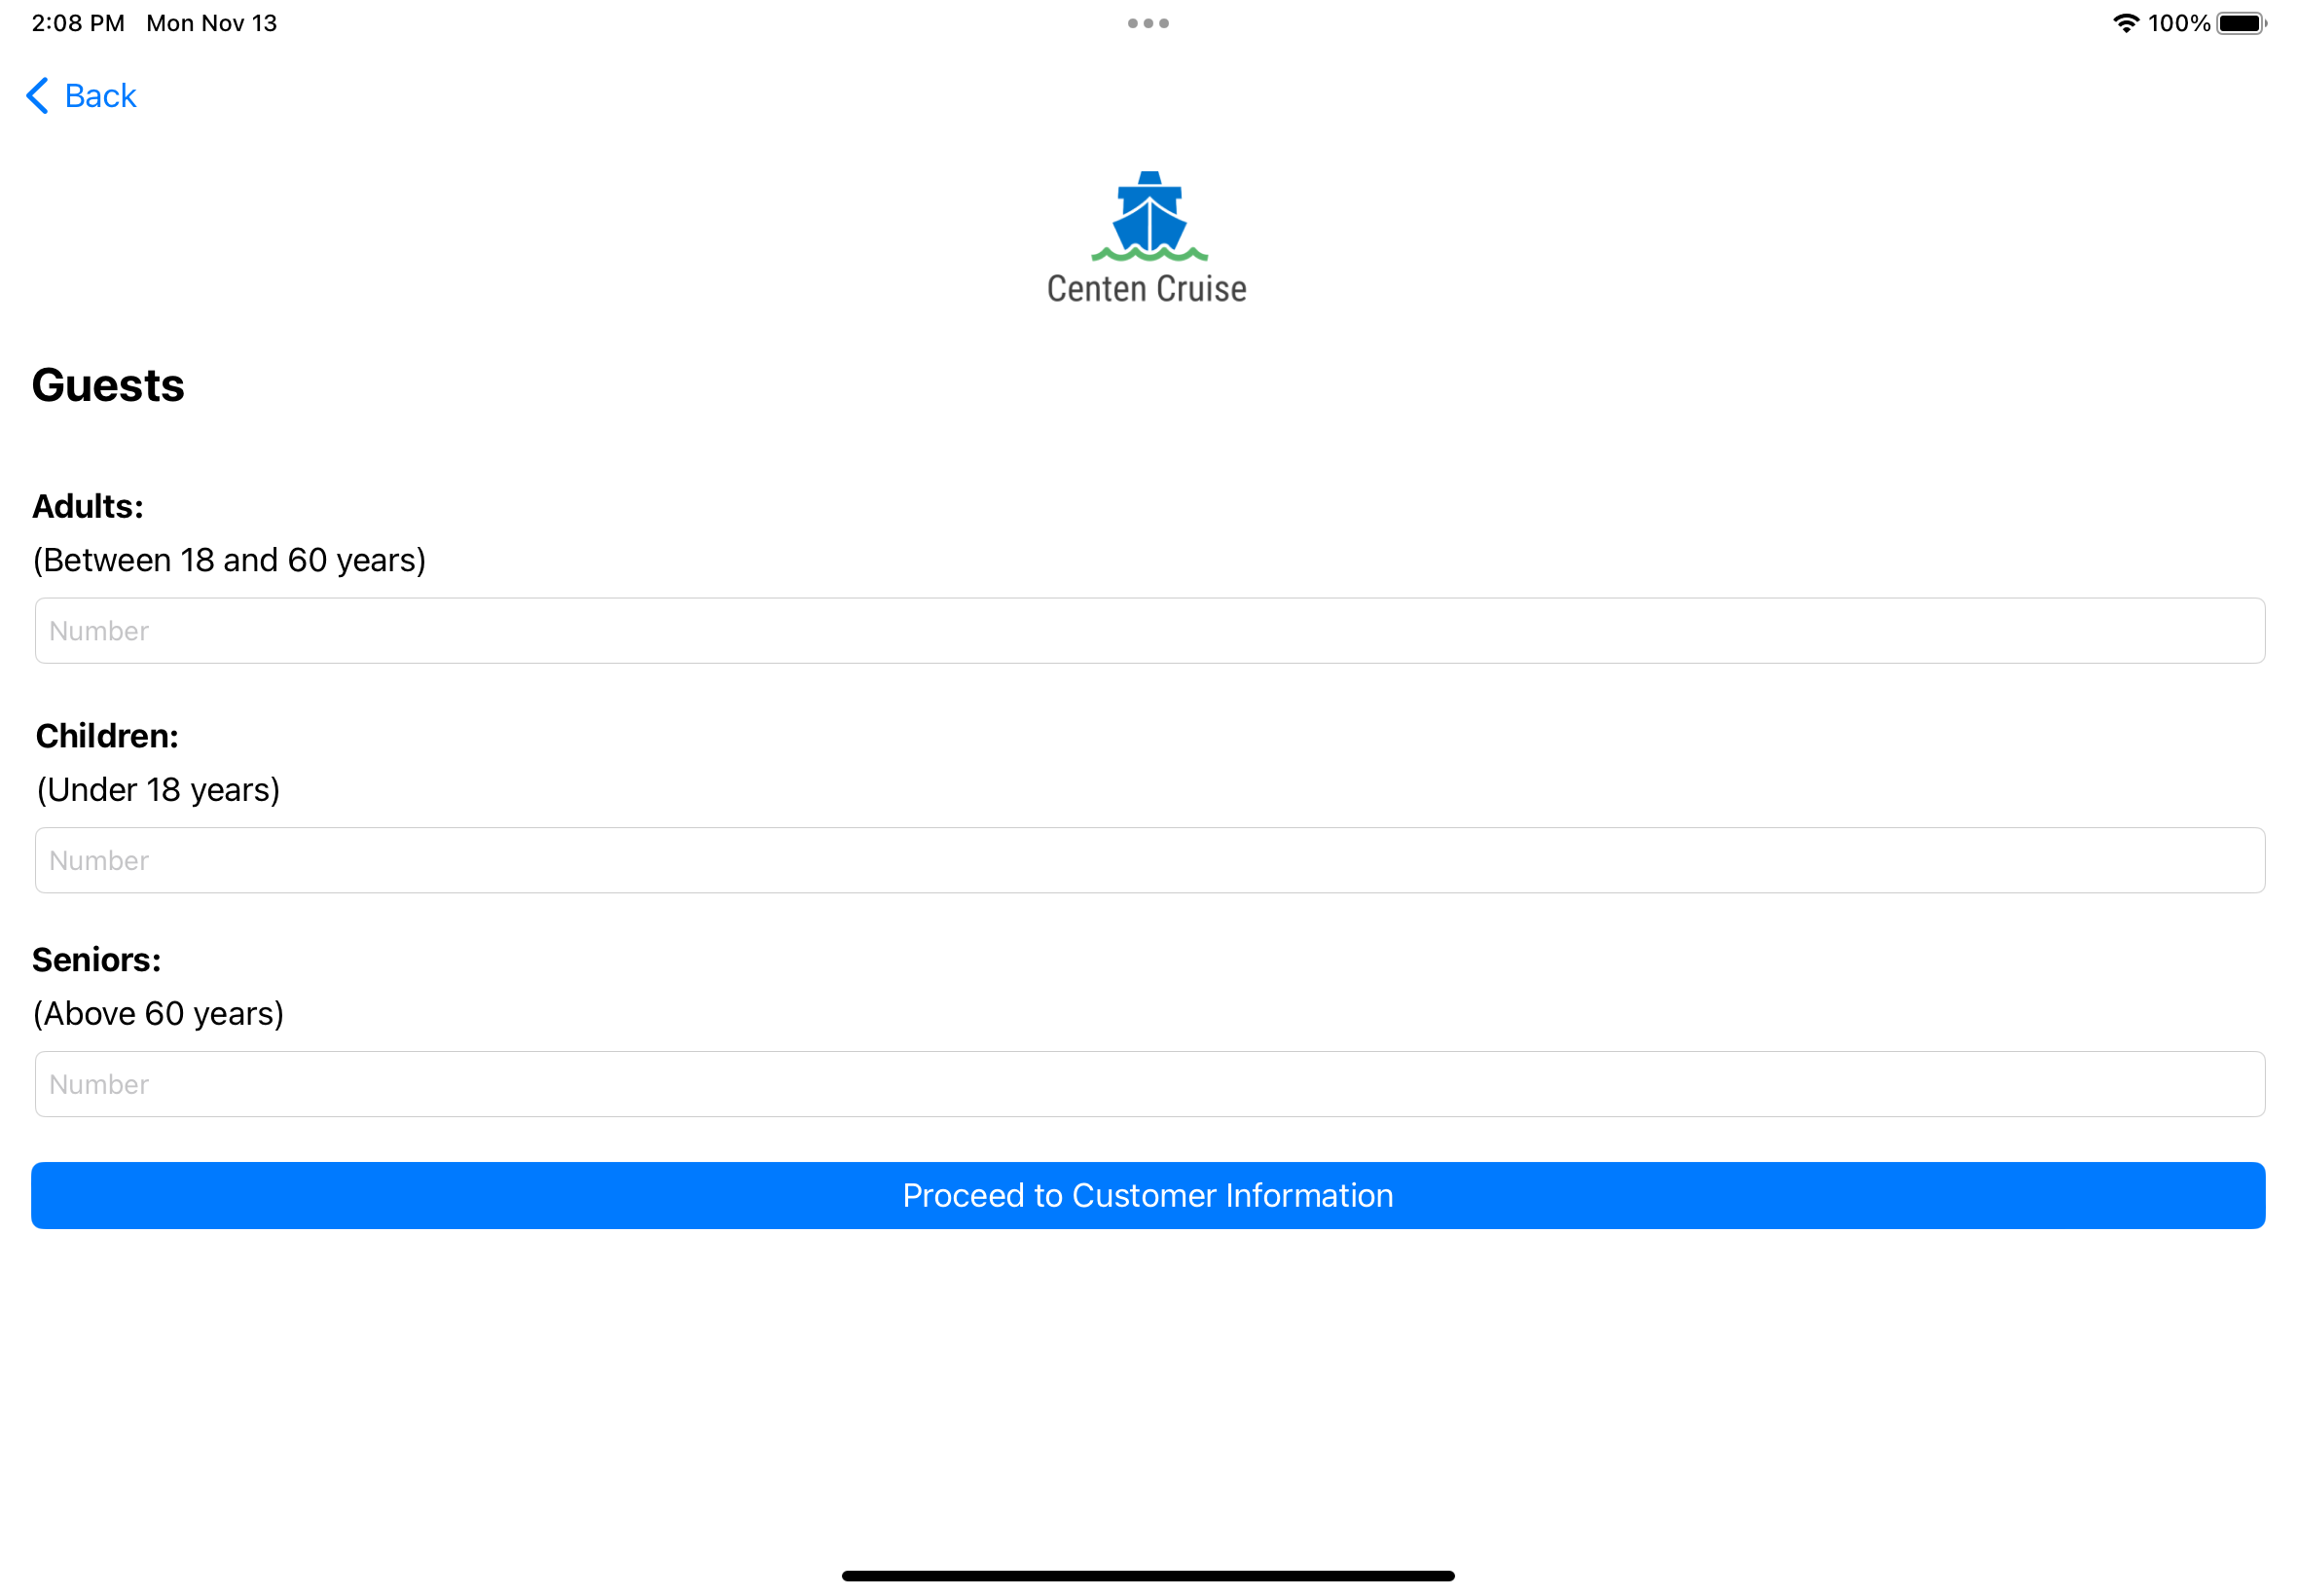 2:08 PM Mon Nov 13
100%
Back
Centen Cruise
Guests
Adults:
(Between 18 and 60 years)
Number
Children:
(Under 18 years)
Number
Seniors:
(Above 60 years)
Number
Proceed to Customer Information